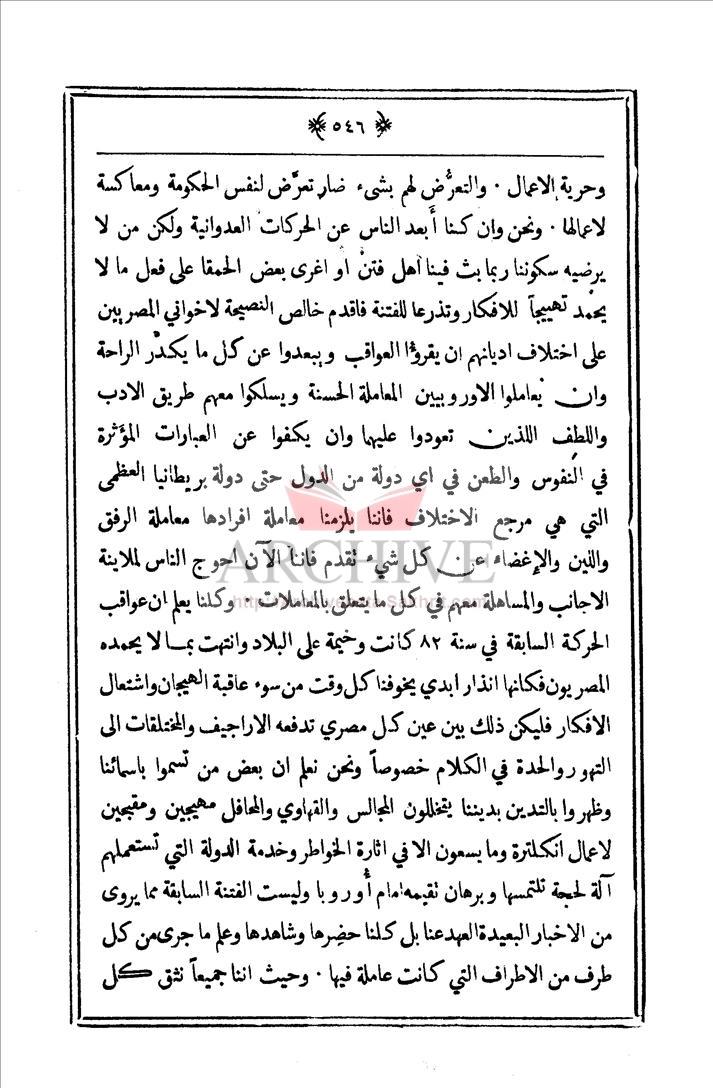 ﴿ ٥٤٦ ﴾
وحرية الاعمال · والتعرُّض لهم بشىء ضار تعرَّض لنفس الحكومة ومعاكسة
لاعمالها · ونحن وان كنا أبعد الناس عن الحركات العدوانية ولكن من لا
يرضيه سكوننا ربما بث فينا أهل فتن او اغرى بعض الحمقا على فعل ما لا
يحمد تهييجاً للافكار وتذرعا للفتنة فاقدم خالص النصيحة لاخواني المصريين
على اختلاف اديانهم ان يقرؤا العواقب ويبعدوا عن كل ما يكدّر الراحة
وان يعاملوا الاوروبيين المعاملة الحسنة ويسلكوا معهم طريق الادب
واللطف اللذين تعودوا عليها وان يكفوا عن العبارات المؤثرة
في النفوس والطعن في اي دولة من الدول حتى دولة بريطانيا العظمى
التي هي مرجع الاختلاف فاننا يلزمنا معاملة افرادها معاملة الرفق
واللين والإغضاء عن كل شيء تقدم فاننا الآن احوج الناس لملاينة
الاجانب والمساهلة معهم في كل ما يتعلق بالمعاملات · وكلنا يعلم ان عواقب
الحركة السابقة في سنة ٨٢ كانت وخيمة على البلاد وانتهت بما لا يحمده
المصريون فكانها انذار ابدي يخوفنا كل وقت من سوء عاقبة الهيجان واشتعال
الافكار فليكن ذلك بين عين كل مصري تدفعه الاراجيف والمختلقات الى
التهور والحدة في الكلام خصوصاً ونحن نعلم ان بعض من تسموا باسمائنا
وظهروا بالتدين بديننا يتخللون المجالس والقهاوي والمحافل مهيجين ومقبحين
لاعمال انكلترة وما يسعون الا في اثارة الخواطر وخدمة الدولة التي تستعملهم
آلة لحجة تلتمسها وبرهان تقيمه امام أوروبا وليست الفتنة السابقة مما يروى
من الاخبار البعيدة العهد عنا بل كلنا حضرها وشاهدها وعلم ما جرى من كل
طرف من الاطراف التي كانت عاملة فيها · وحيث اننا جميعاً نثق كل
ARCHIVE